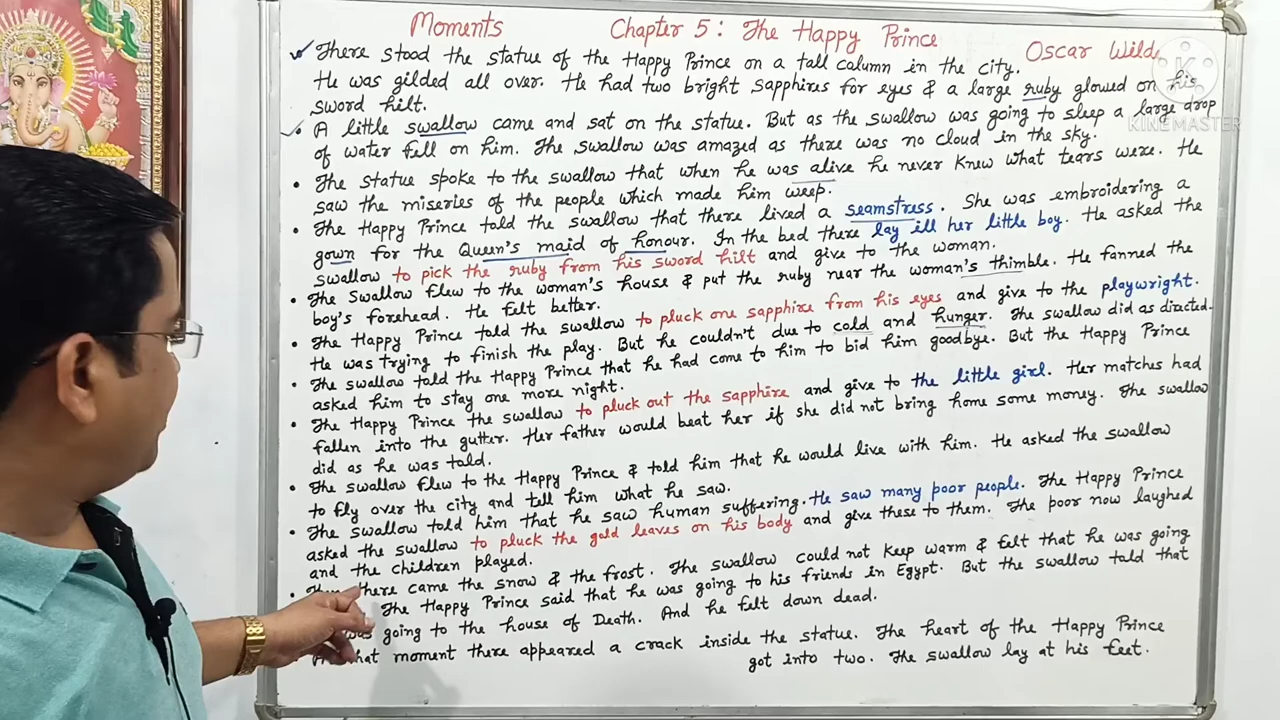 Moments Chapter 5: The Happy Prince
Oscar Wilde
There stood the statue of the Happy Prince on a tall column in the city.
He was gilded all over. He had two bright sapphires for eyes & a large ruby glowed on his
sword hilt.
• A little swallow came and sat on the statue. But as the swallow was going to sleep a large drop
of water fell on him. The swallow was amazed as there was no cloud in the sky.
• The statue spoke to the swallow that when he was alive he never knew what tears were. He
saw the miseries of the people which made him weep.
• The Happy Prince told the swallow that there lived a seamstress. She was embroidering a
gown for the Queen's maid of honour. In the bed there lay ill her little boy. He asked the
swallow to pick the ruby from his sword hilt and give to the woman.
• The Swallow flew to the woman's house & put the ruby near the woman's thimble. He fanned the
boy's forehead. He felt better.
• The Happy Prince told the swallow to pluck one sapphire from his eyes and give to the playwright.
He was trying to finish the play. But he couldn't due to cold and hunger. The swallow did as directed.
• The swallow told the Happy Prince that he had come to him to bid him goodbye. But the Happy Prince
asked him to stay one more night.
• The Happy Prince the swallow to pluck out the sapphire and give to the little girl. Her matches had
fallen into the gutter. Her father would beat her if she did not bring home some money. The swallow
did as he was told.
• The swallow flew to the Happy Prince & told him that he would live with him. He asked the swallow
to fly over the city and tell him what he saw.
• The swallow told him that he saw human suffering. He saw many poor people. The Happy Prince
asked the swallow to pluck the gold leaves on his body and give these to them. The poor now laughed
and the children played.
• there came the snow & the frost. The swallow could not keep warm & felt that he was going
The Happy Prince said that he was going to his friends in Egypt. But the swallow told that
was going to the house of Death. And he felt down dead.
that moment there appeared a crack inside the statue. The heart of the Happy Prince
got into two. The swallow lay at his feet.
KINEMASTER